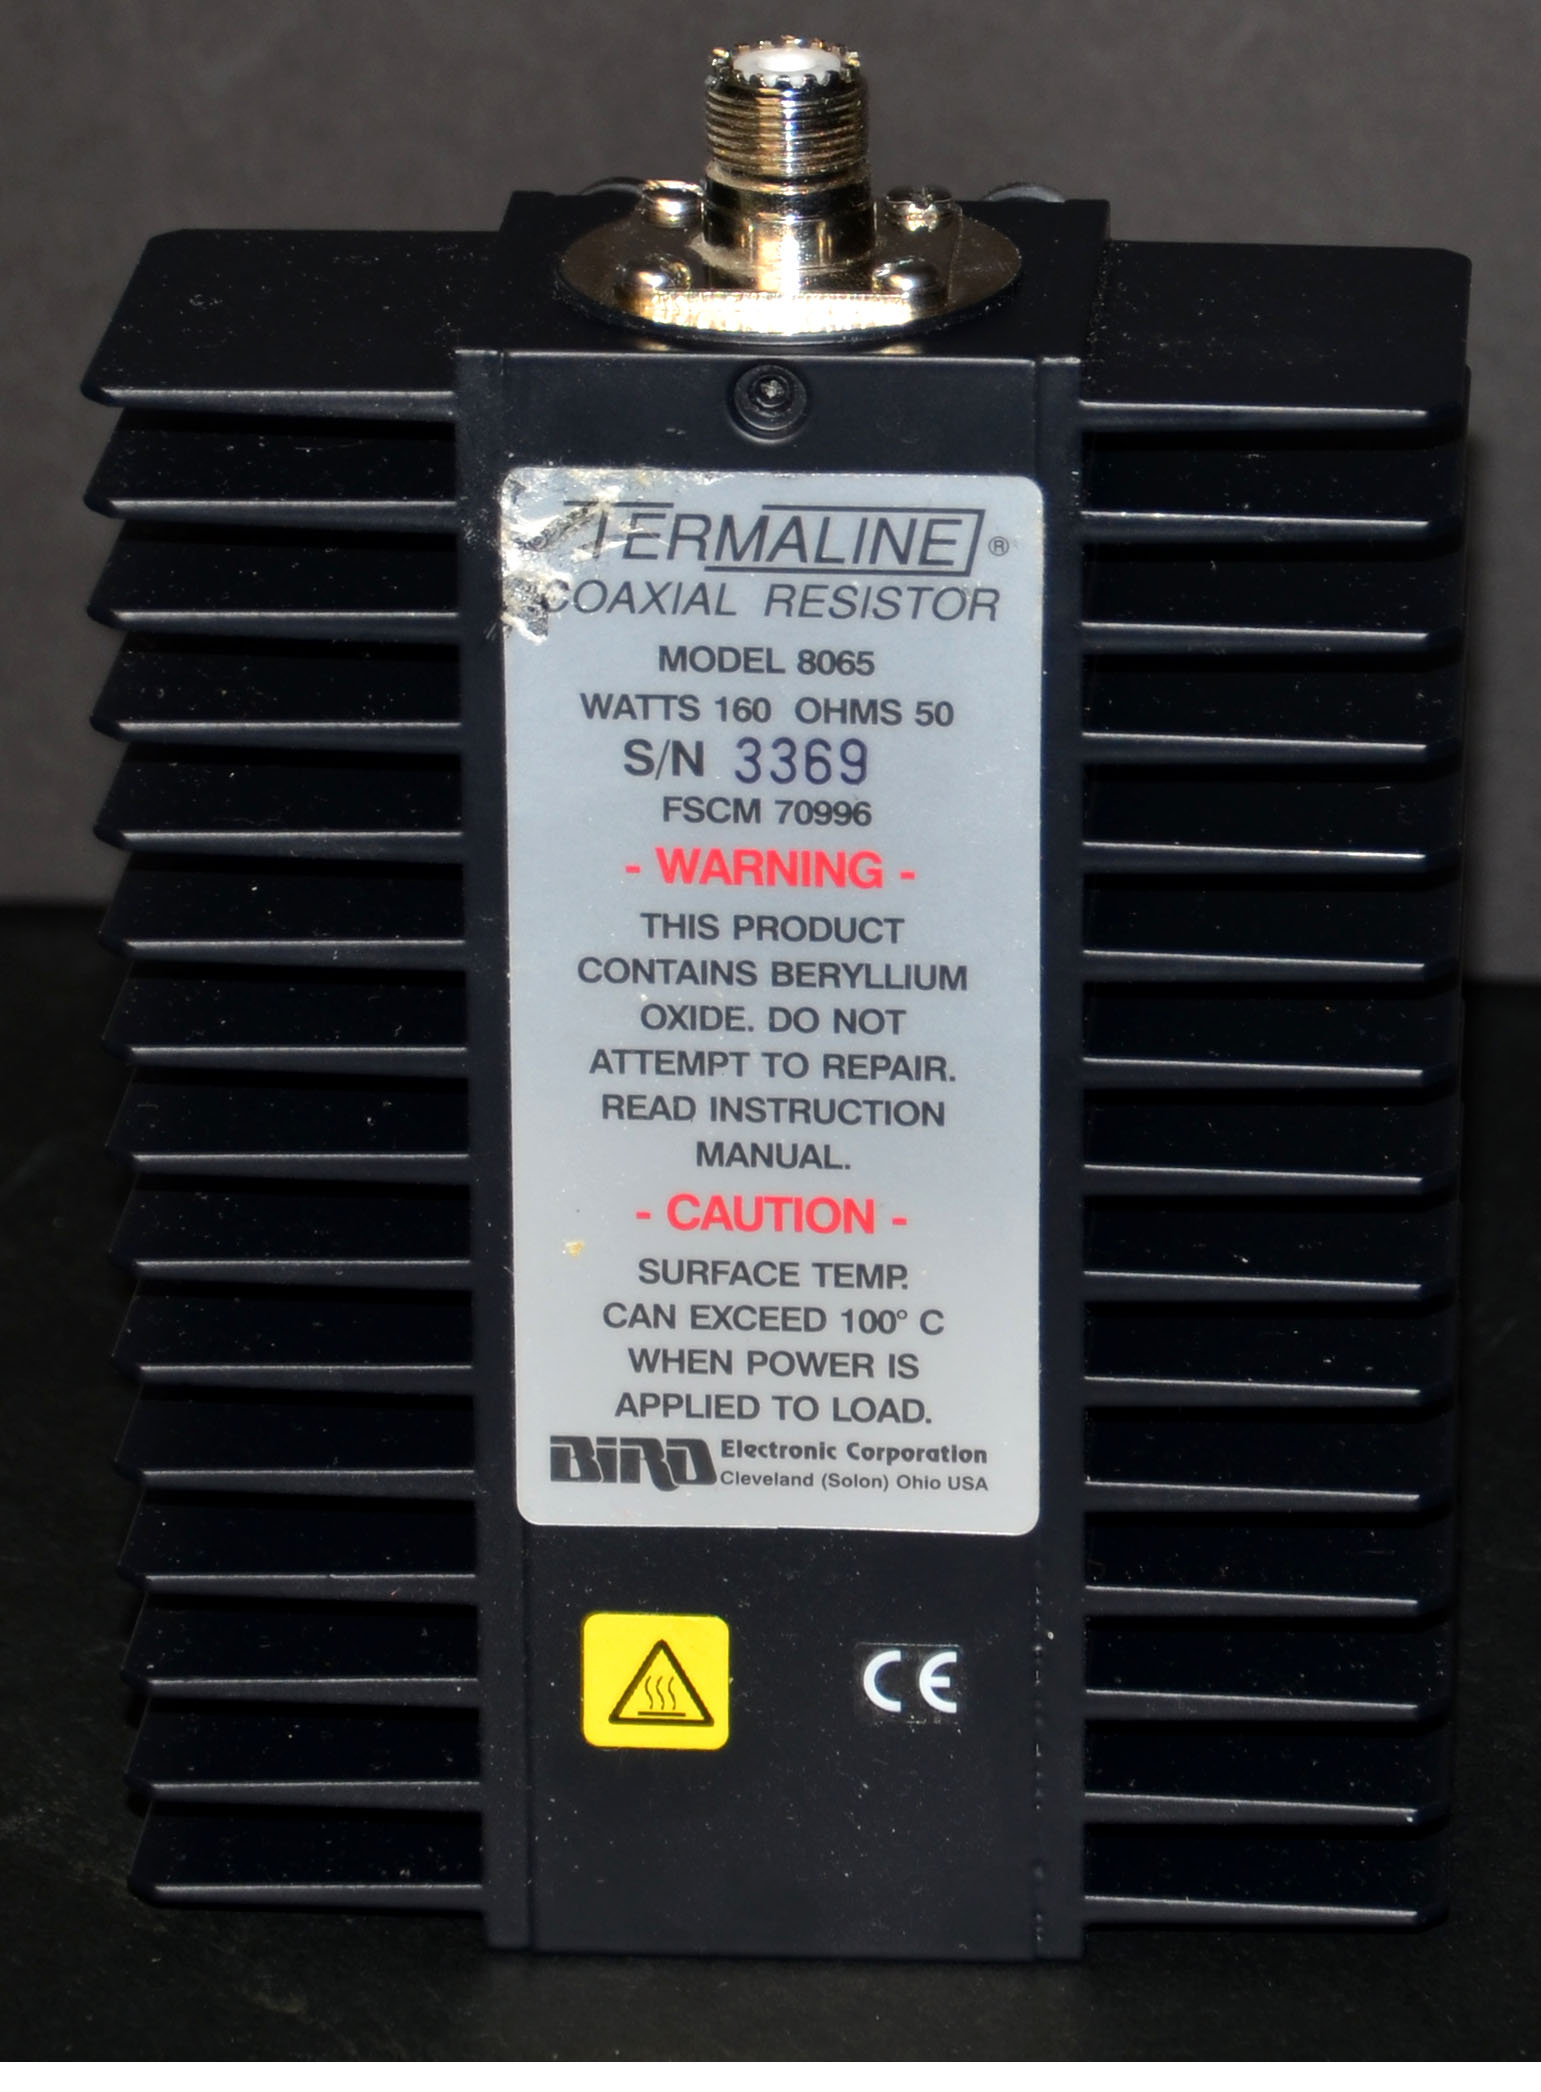 TERMALINE ®
COAXIAL RESISTOR
MODEL 8065
WATTS 160 OHMS 50
S/N 3369
FSCM 70996
- WARNING -
THIS PRODUCT
CONTAINS BERYLLIUM
OXIDE. DO NOT
ATTEMPT TO REPAIR.
READ INSTRUCTION
MANUAL.
- CAUTION -
SURFACE TEMP.
CAN EXCEED 100° C
WHEN POWER IS
APPLIED TO LOAD.
BIRD Electronic Corporation
Cleveland (Solon) Ohio USA
CE